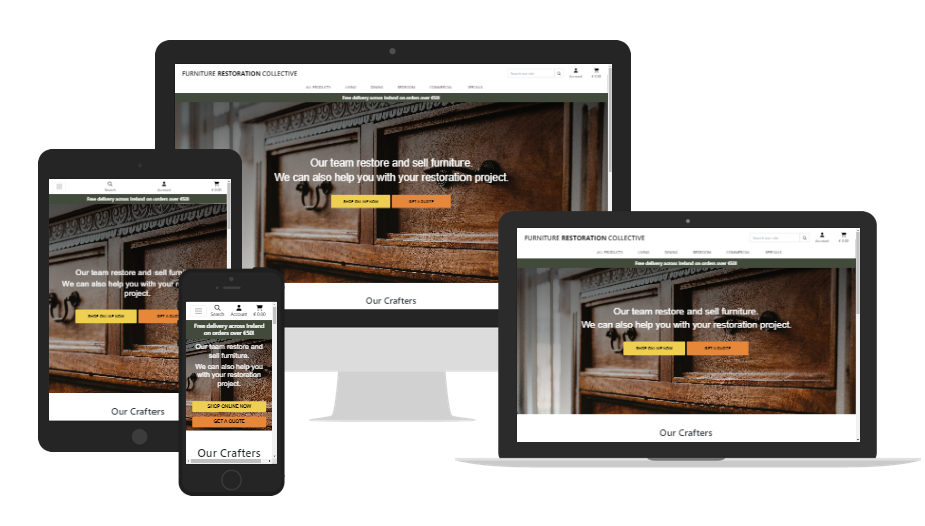 FURNITURE RESTORATION COLLECTIVE
Search our site
Account
€ 0.00
ALL PRODUCTS LIVING DINING BEDROOM COMMERCIAL SPECIALS
Free delivery across Ireland on orders over €50!
Our team restore and sell furniture.
We can also help you with your restoration project.
SHOP ONLINE NOW
GET A QUOTE
Our Crafters
Search
Account
€ 0.00
Free delivery across Ireland on orders over €50!
Our team restore and sell
We can also help you with your
project.
SHOP ONLINE NOW
GET A
Our Crafters
Search
Account
€ 0.00
Free delivery across Ireland
on orders over €50!
Our team restore and
sell furniture.
We can also help you
with your restoration
project.
SHOP ONLINE NOW
GET A QUOTE
Our Crafters
FURNITURE RESTORATION COLLECTIVE
Search our site
Account
€ 0.00
ALL PRODUCTS LIVING DINING BEDROOM COMMERCIAL SPECIALS
Free delivery across Ireland on orders over €50!
Our team restore and sell furniture.
We can also help you with your restoration project.
SHOP ONLINE NOW
GET A QUOTE
Our Crafters